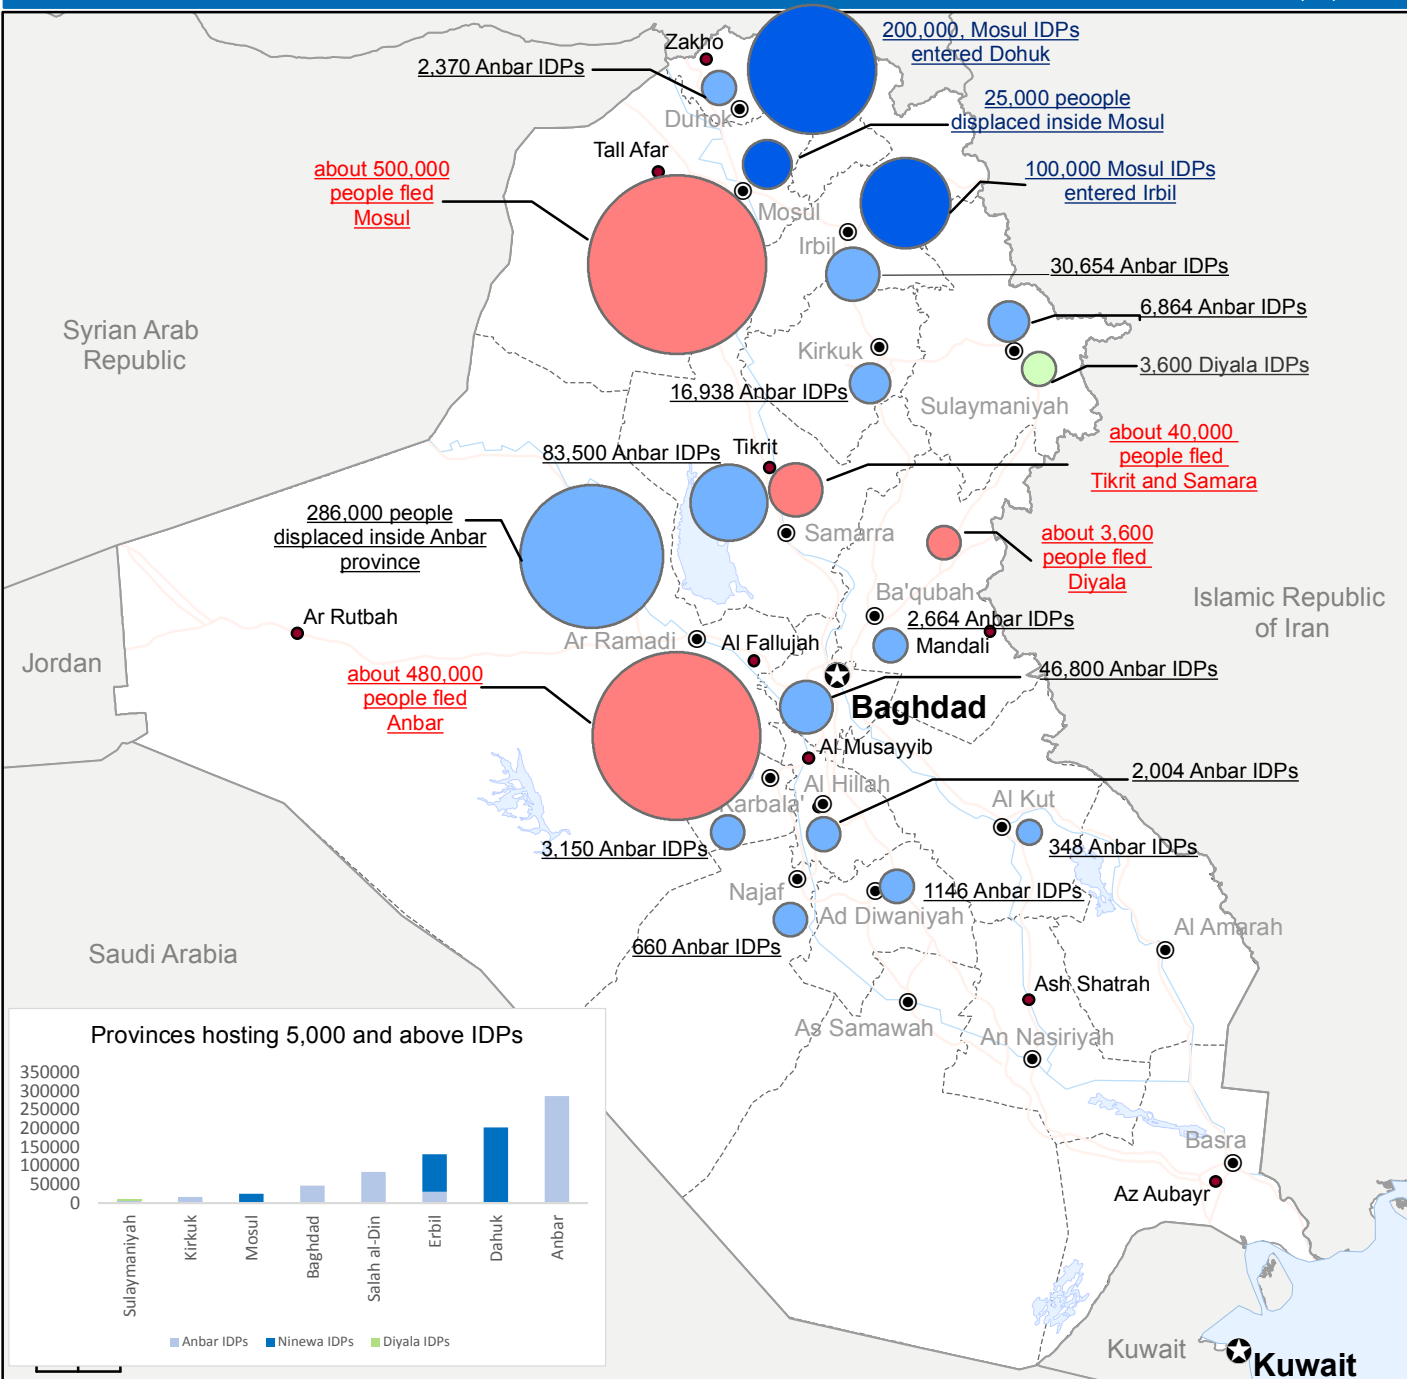 200,000, Mosul IDPs
entered Dohuk
Zakho
2,370 Anbar IDPs
25,000 peoople
displaced inside Mosul
Duhok
Tall Afar
about 500,000
people fled
Mosul
100,000 Mosul IDPs
entered Irbil
Mosul
Irbil
30,654 Anbar IDPs
6,864 Anbar IDPs
Syrian Arab
Republic
Kirkuk
3,600 Diyala IDPs
16,938 Anbar IDPs
Sulaymaniyah
about 40,000
people fled
Tikrit and Samara
Tikrit
83,500 Anbar IDPs
286,000 people
displaced inside Anbar
province
Samarra
about 3,600
people fled
Diyala
Ba'qubah
Islamic Republic
of Iran
Ar Rutbah
2,664 Anbar IDPs
Ar Ramadi
Al Fallujah
Mandali
Jordan
about 480,000
people fled
Anbar
46,800 Anbar IDPs
Baghdad
Al Musayyib
2,004 Anbar IDPs
Al Hillah
Karbala'
Al Kut
3,150 Anbar IDPs
348 Anbar IDPs
Najaf
1146 Anbar IDPs
Ad Diwaniyah
Al Amarah
660 Anbar IDPs
Saudi Arabia
Ash Shatrah
As Samawah
An Nasiriyah
Provinces hosting 5,000 and above IDPs
350000
300000
250000
200000
150000
100000
50000
0
Sulaymaniyah
Kirkuk
Mosul
Baghdad
Salah al-Din
Erbil
Dahuk
Anbar
Anbar IDPs
Ninewa IDPs
Diyala IDPs
Basra
Az Aubayr
Kuwait
Kuwait